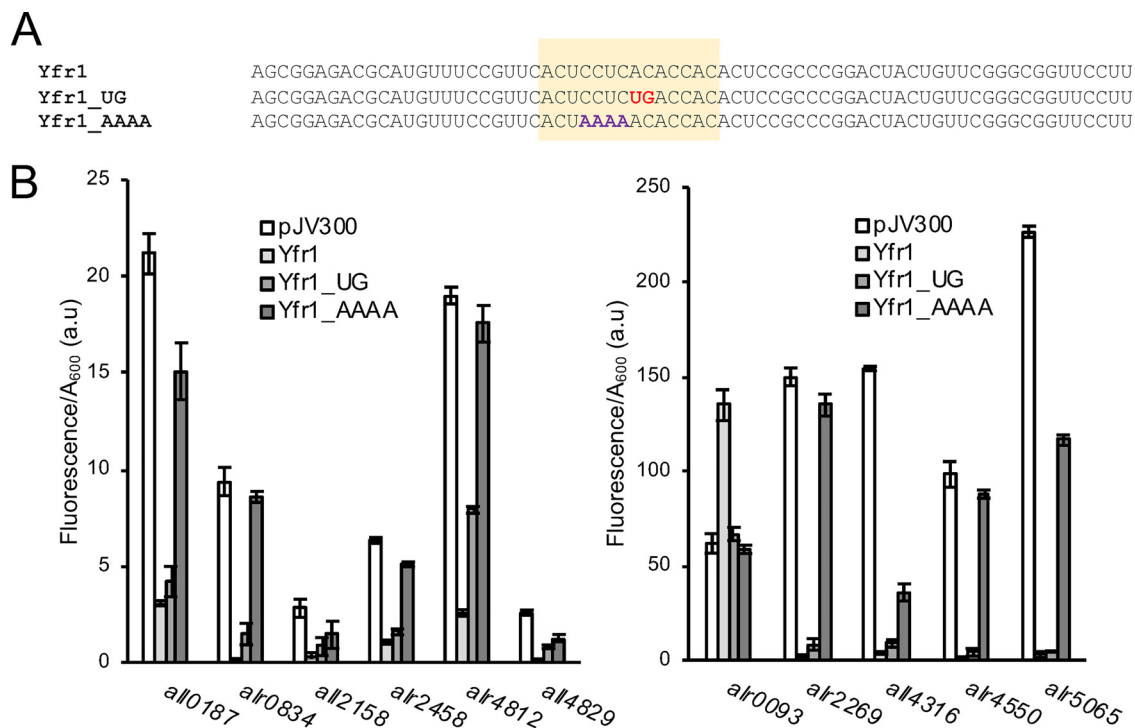 A
Yfr1 AGCGGAGACGCAUGUUUCCGUUCACUCCUCACACCACACUCCGCCCGGACUACUGUUCGGGCGGUUCCUU
Yfr1_UG AGCGGAGACGCAUGUUUCCGUUCACUCCUCUGACCACACUCCGCCCGGACUACUGUUCGGGCGGUUCCUU
Yfr1_AAAA AGCGGAGACGCAUGUUUCCGUUCACUAAAAACACCACACUCCGCCCGGACUACUGUUCGGGCGGUUCCUU
B
Fluorescence/A600 (a.u)
25
20
15
10
5
0
pJV300
Yfr1
Yfr1_UG
Yfr1_AAAA
all0187
alr0834
all2158
alr2458
alr4812
all4829
Fluorescence/A600 (a.u)
250
200
150
100
50
0
pJV300
Yfr1
Yfr1_UG
Yfr1_AAAA
alr0093
alr2269
all4316
alr4550
alr5065